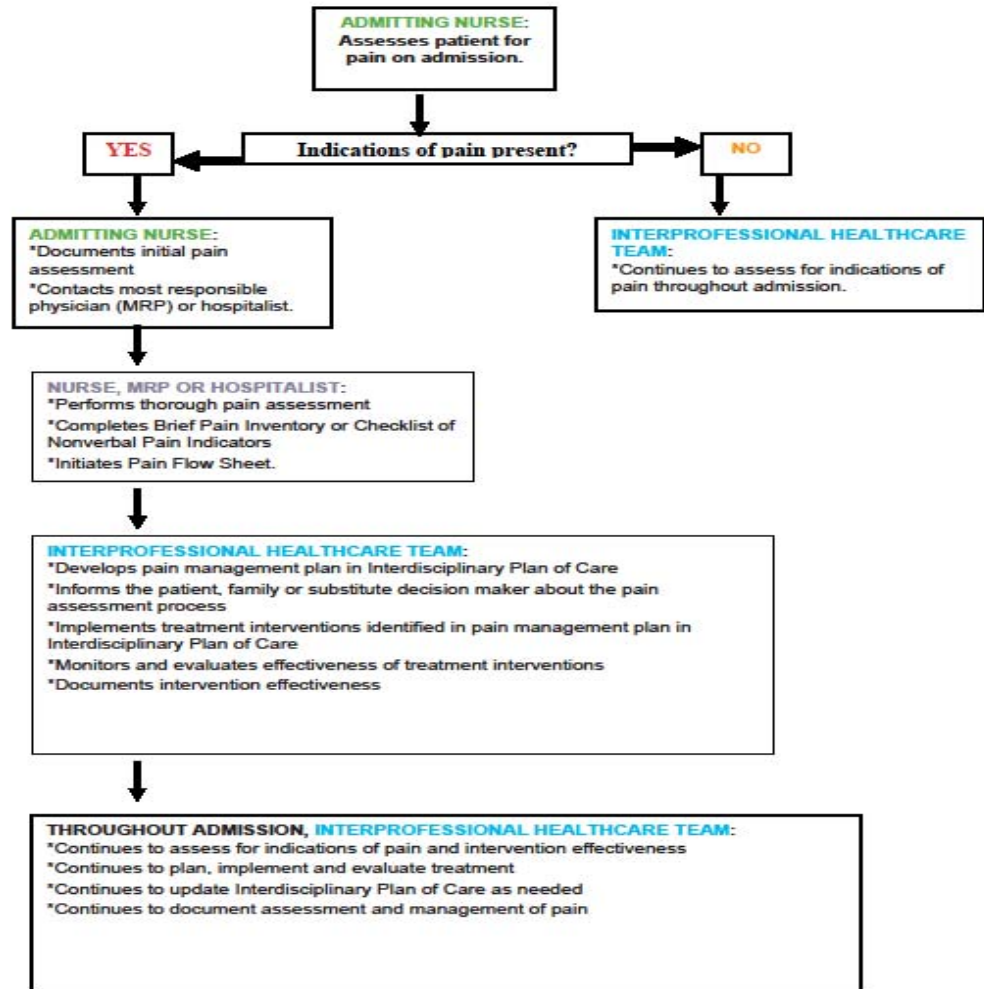 ADMITTING NURSE:
Assesses patient for
pain on admission.
YES
Indications of pain present?
NO
ADMITTING NURSE:
*Documents initial pain
assessment
*Contacts most responsible
physician (MRP) or hospitalist.
INTERPROFESSIONAL HEALTHCARE
TEAM:
*Continues to assess for indications of
pain throughout admission.
NURSE, MRP OR HOSPITALIST:
*Performs thorough pain assessment
*Completes Brief Pain Inventory or Checklist of
Nonverbal Pain Indicators
*Initiates Pain Flow Sheet.
INTERPROFESSIONAL HEALTHCARE TEAM:
*Develops pain management plan in Interdisciplinary Plan of Care
*Informs the patient, family or substitute decision maker about the pain
assessment process
*Implements treatment interventions identified in pain management plan in
Interdisciplinary Plan of Care
*Monitors and evaluates effectiveness of treatment interventions
*Documents intervention effectiveness
THROUGHOUT ADMISSION, INTERPROFESSIONAL HEALTHCARE TEAM:
*Continues to assess for indications of pain and intervention effectiveness
*Continues to plan, implement and evaluate treatment
*Continues to update Interdisciplinary Plan of Care as needed
*Continues to document assessment and management of pain